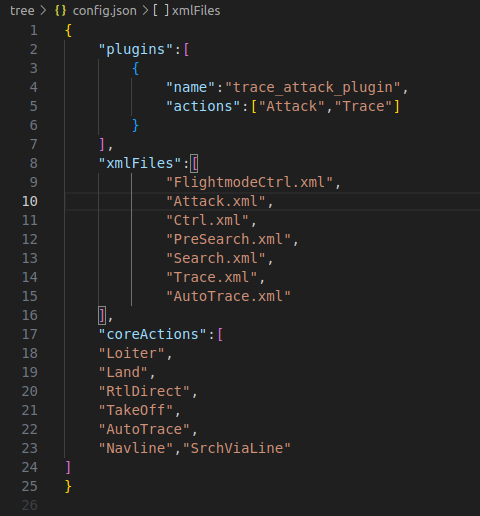 tree > {} config.json > [ ] xmlFiles
1 {
2     "plugins":[
3         {
4             "name":"trace_attack_plugin",
5             "actions":["Attack","Trace"]
6         }
7     ],
8     "xmlFiles":[
9             "FlightmodeCtrl.xml",
10             "Attack.xml",
11             "Ctrl.xml",
12             "PreSearch.xml",
13             "Search.xml",
14             "Trace.xml",
15             "AutoTrace.xml"
16     ],
17     "coreActions":[
18     "Loiter",
19     "Land",
20     "RtlDirect",
21     "TakeOff",
22     "AutoTrace",
23     "Navline","SrchViaLine"
24 ]
25 }
26